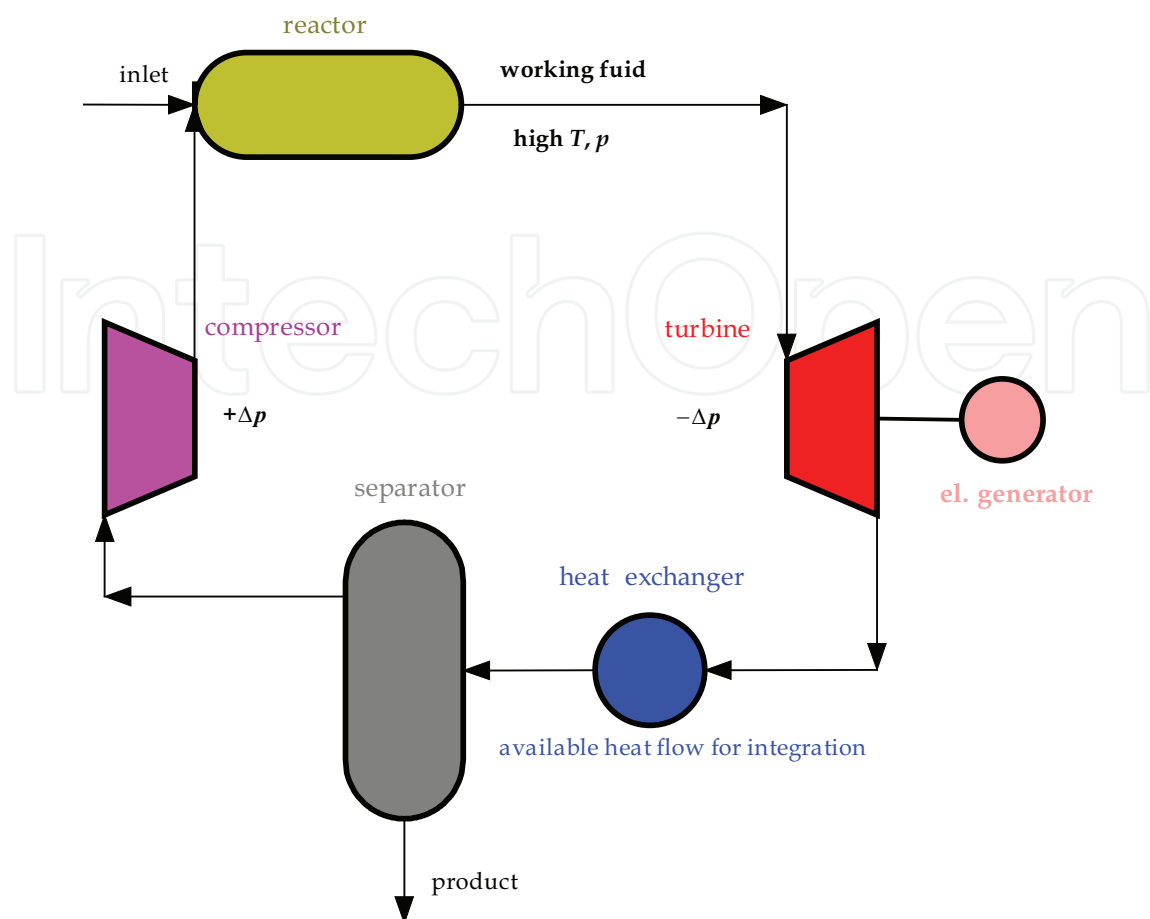 reactor
inlet
working fuid
high T, p
IntechOpen
compressor
turbine
+Δp
−Δp
separator
el. generator
heat exchanger
available heat flow for integration
product